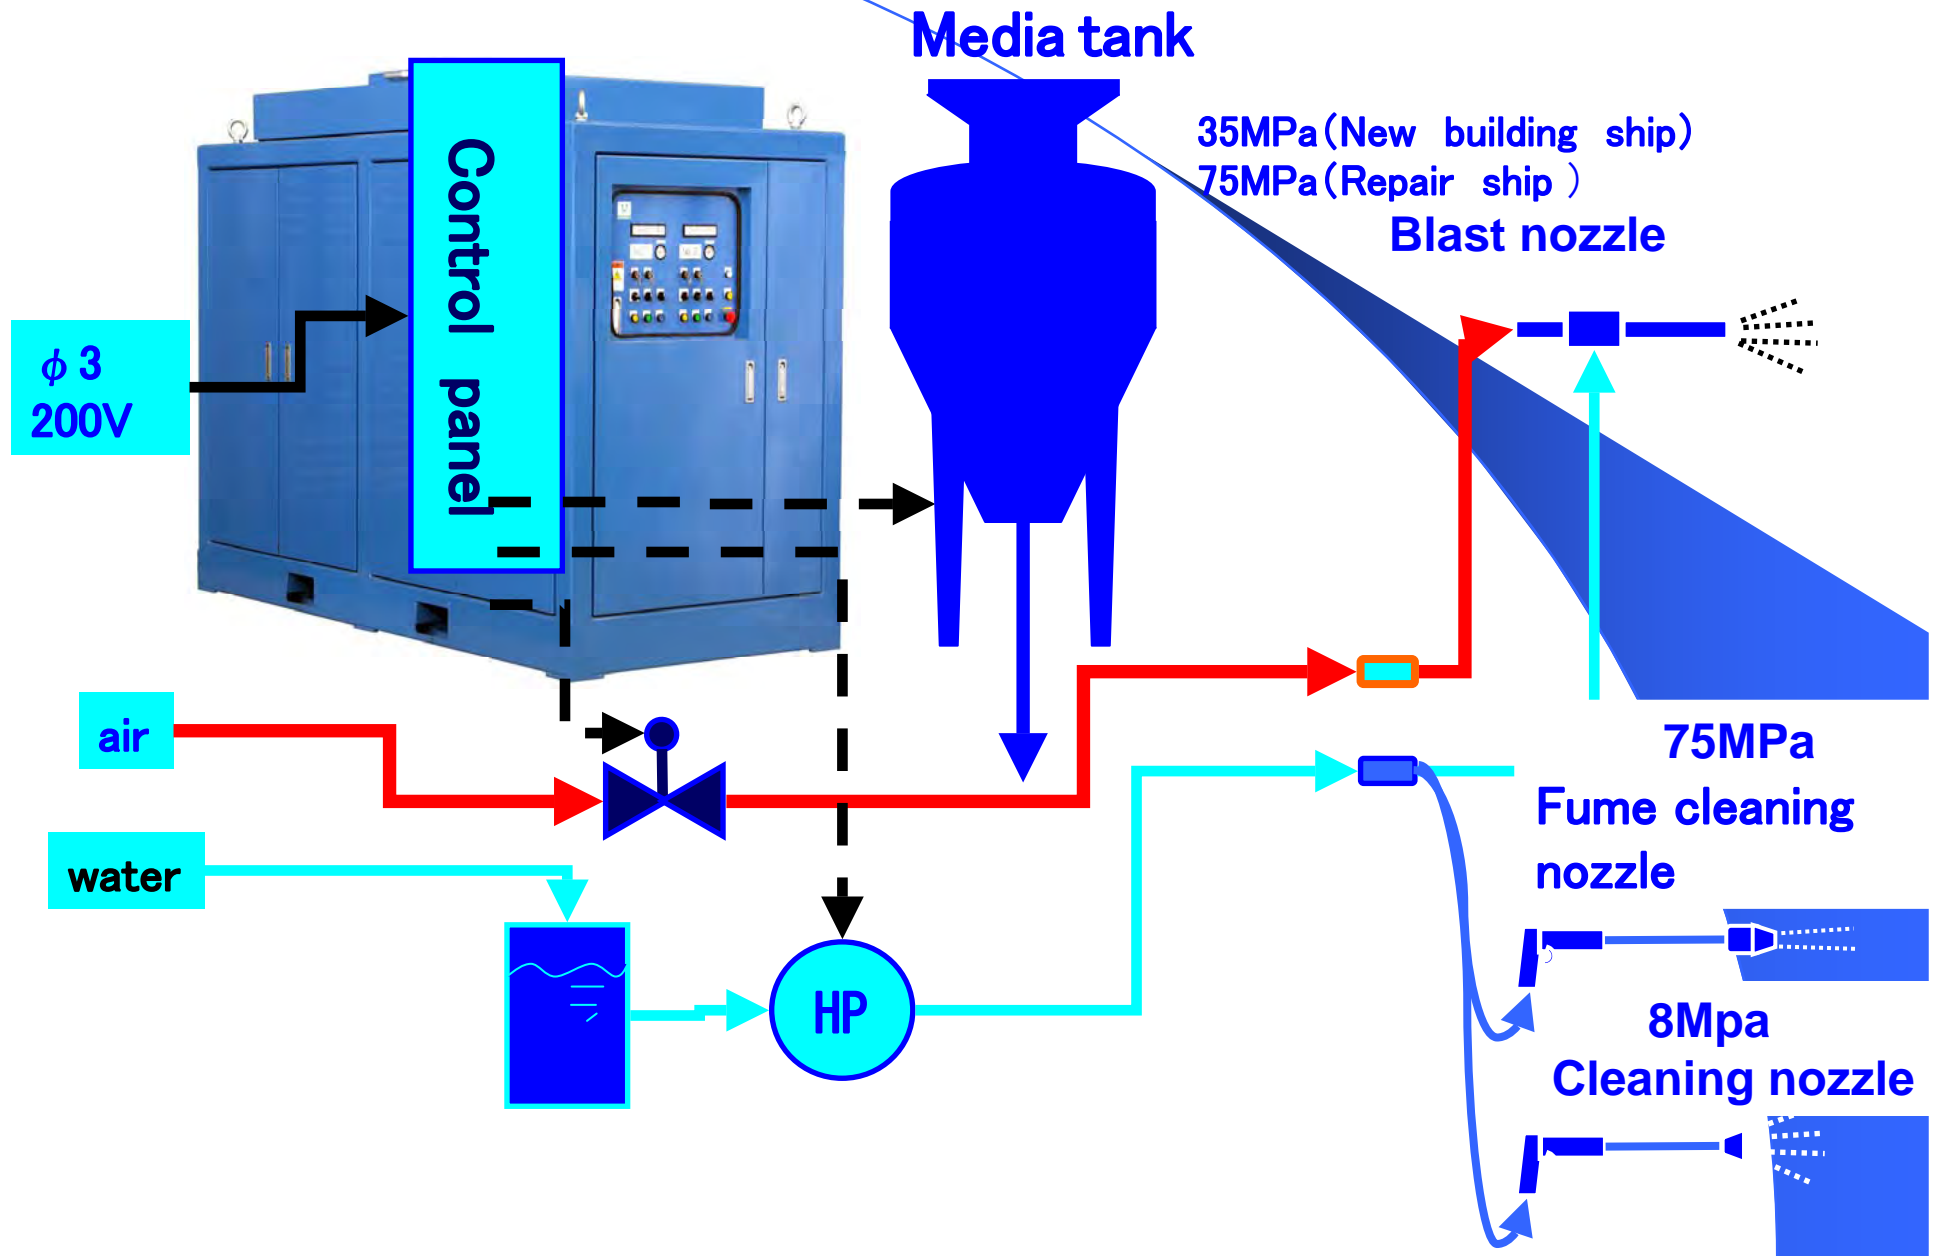 Media tank
35MPa(New building ship)
75MPa(Repair ship )
Blast nozzle
Control panel
φ3
200V
air
water
HP
75MPa
Fume cleaning
nozzle
8Mpa
Cleaning nozzle